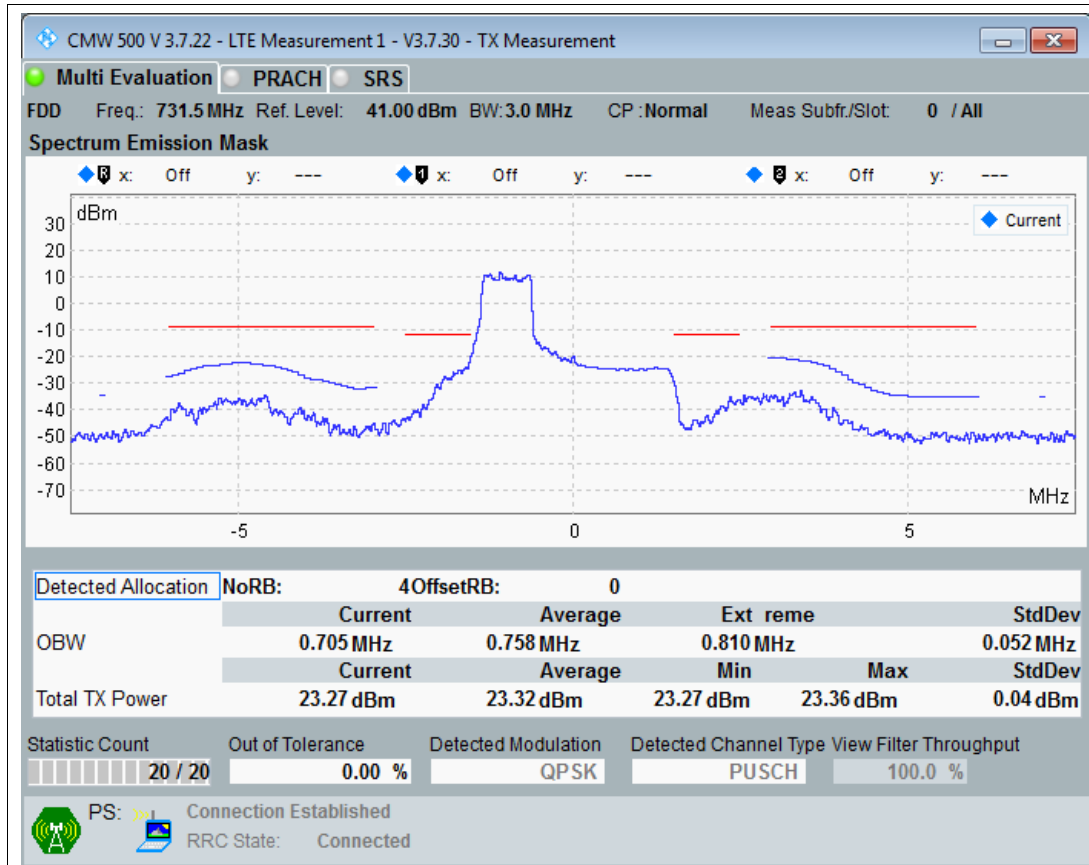 CMW 500 V 3.7.22 - LTE Measurement 1 - V3.7.30 - TX Measurement
Multi Evaluation PRACH SRS
FDD Freq.: 731.5 MHz Ref. Level: 41.00 dBm BW: 3.0 MHz CP : Normal Meas Subfr./Slot: 0 / All
Spectrum Emission Mask
R x: Off y: --- 1 x: Off y: --- 2 x: Off y: ---
dBm
Current
30
20
10
0
-10
-20
-30
-40
-50
-60
-70
MHz
-5 0 5
Detected Allocation NoRB: 4 OffsetRB: 0
Current Average Ext reme StdDev
OBW 0.705 MHz 0.758 MHz 0.810 MHz 0.052 MHz
Current Average Min Max StdDev
Total TX Power 23.27 dBm 23.32 dBm 23.27 dBm 23.36 dBm 0.04 dBm
Statistic Count Out of Tolerance Detected Modulation Detected Channel Type View Filter Throughput
20 / 20 0.00 % QPSK PUSCH 100.0 %
PS: Connection Established
RRC State: Connected